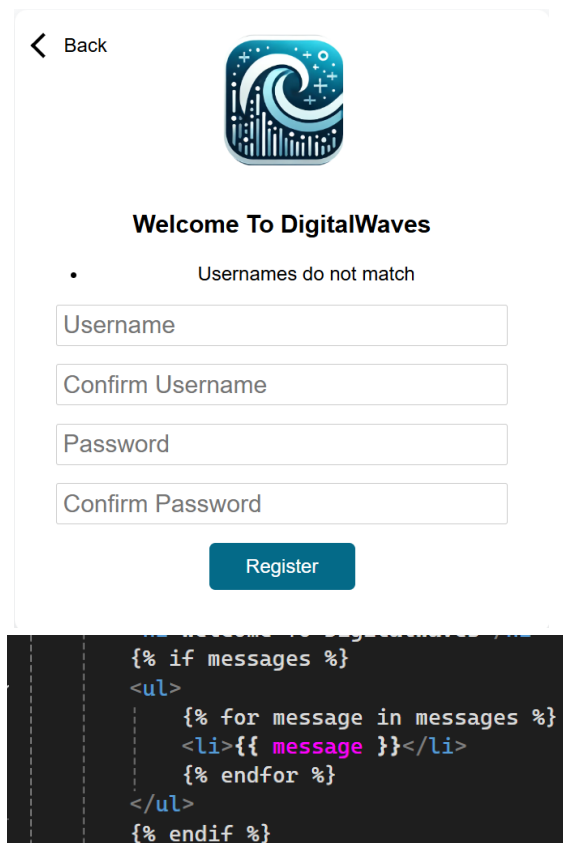 Back
Welcome To DigitalWaves
• Usernames do not match
Username
Confirm Username
Password
Confirm Password
Register
{% if messages %}
<ul>
{% for message in messages %}
<li>{{ message }}</li>
{% endfor %}
</ul>
{% endif %}